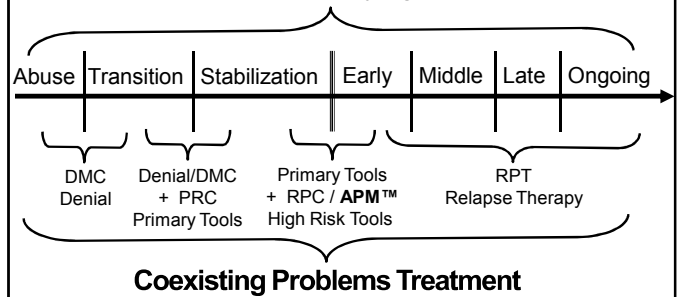 Abuse Transition Stabilization Early Middle Late Ongoing
DMC
Denial
Denial/DMC
+ PRC
Primary Tools
Primary Tools
+ RPC / APM™
High Risk Tools
RPT
Relapse Therapy
Coexisting Problems Treatment